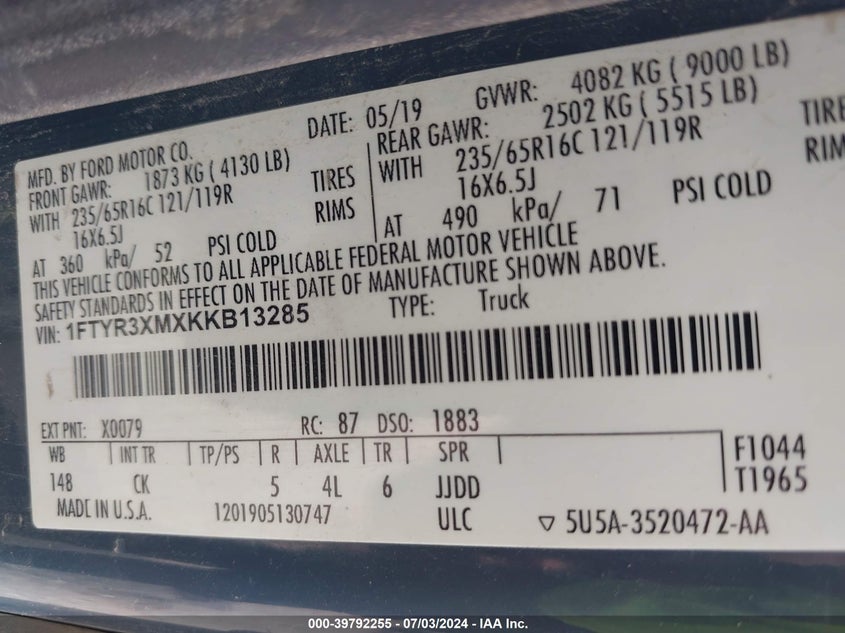 MFD. BY FORD MOTOR CO. DATE: 05/19 GVWR: 4082 KG ( 9000 LB)
FRONT GAWR: 1873 KG ( 4130 LB) REAR GAWR: 2502 KG ( 5515 LB)
WITH 235/65R16C 121/119R TIRES WITH 235/65R16C 121/119R TIRES
16X6.5J RIMS 16X6.5J RIM
AT 360 kPa/ 52 PSI COLD AT 490 kPa/ 71 PSI COLD
THIS VEHICLE CONFORMS TO ALL APPLICABLE FEDERAL MOTOR VEHICLE
SAFETY STANDARDS IN EFFECT ON THE DATE OF MANUFACTURE SHOWN ABOVE.
VIN: 1FTYR3XMXKKB13285 TYPE: Truck
EXT PNT: X0079 RC: 87 DSO: 1883
WB INT TR TP/PS R AXLE TR SPR F1044
148 CK 5 4L 6 JJDD T1965
MADE IN U.S.A. 1201905130747 ULC ▽ 5U5A-3520472-AA
000-39792255 - 07/03/2024 - IAA Inc.